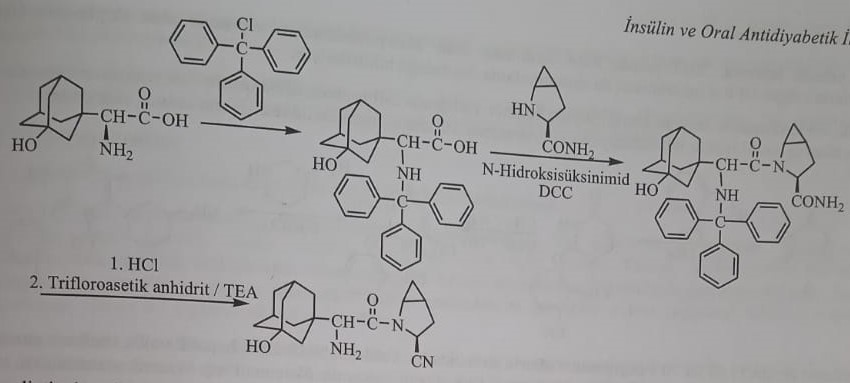 İnsülin ve Oral Antidiyabetik İ
Cl
C
O
CH-C-OH
HO
NH₂
O
CH-C-OH
HO
NH
C
HN
CONH₂
N-Hidroksisüksinimid
DCC
O
CH-C-N
HO
NH
C
CONH₂
1. HCl
2. Trifloroasetik anhidrit / TEA
O
CH-C-N
HO
NH₂
CN